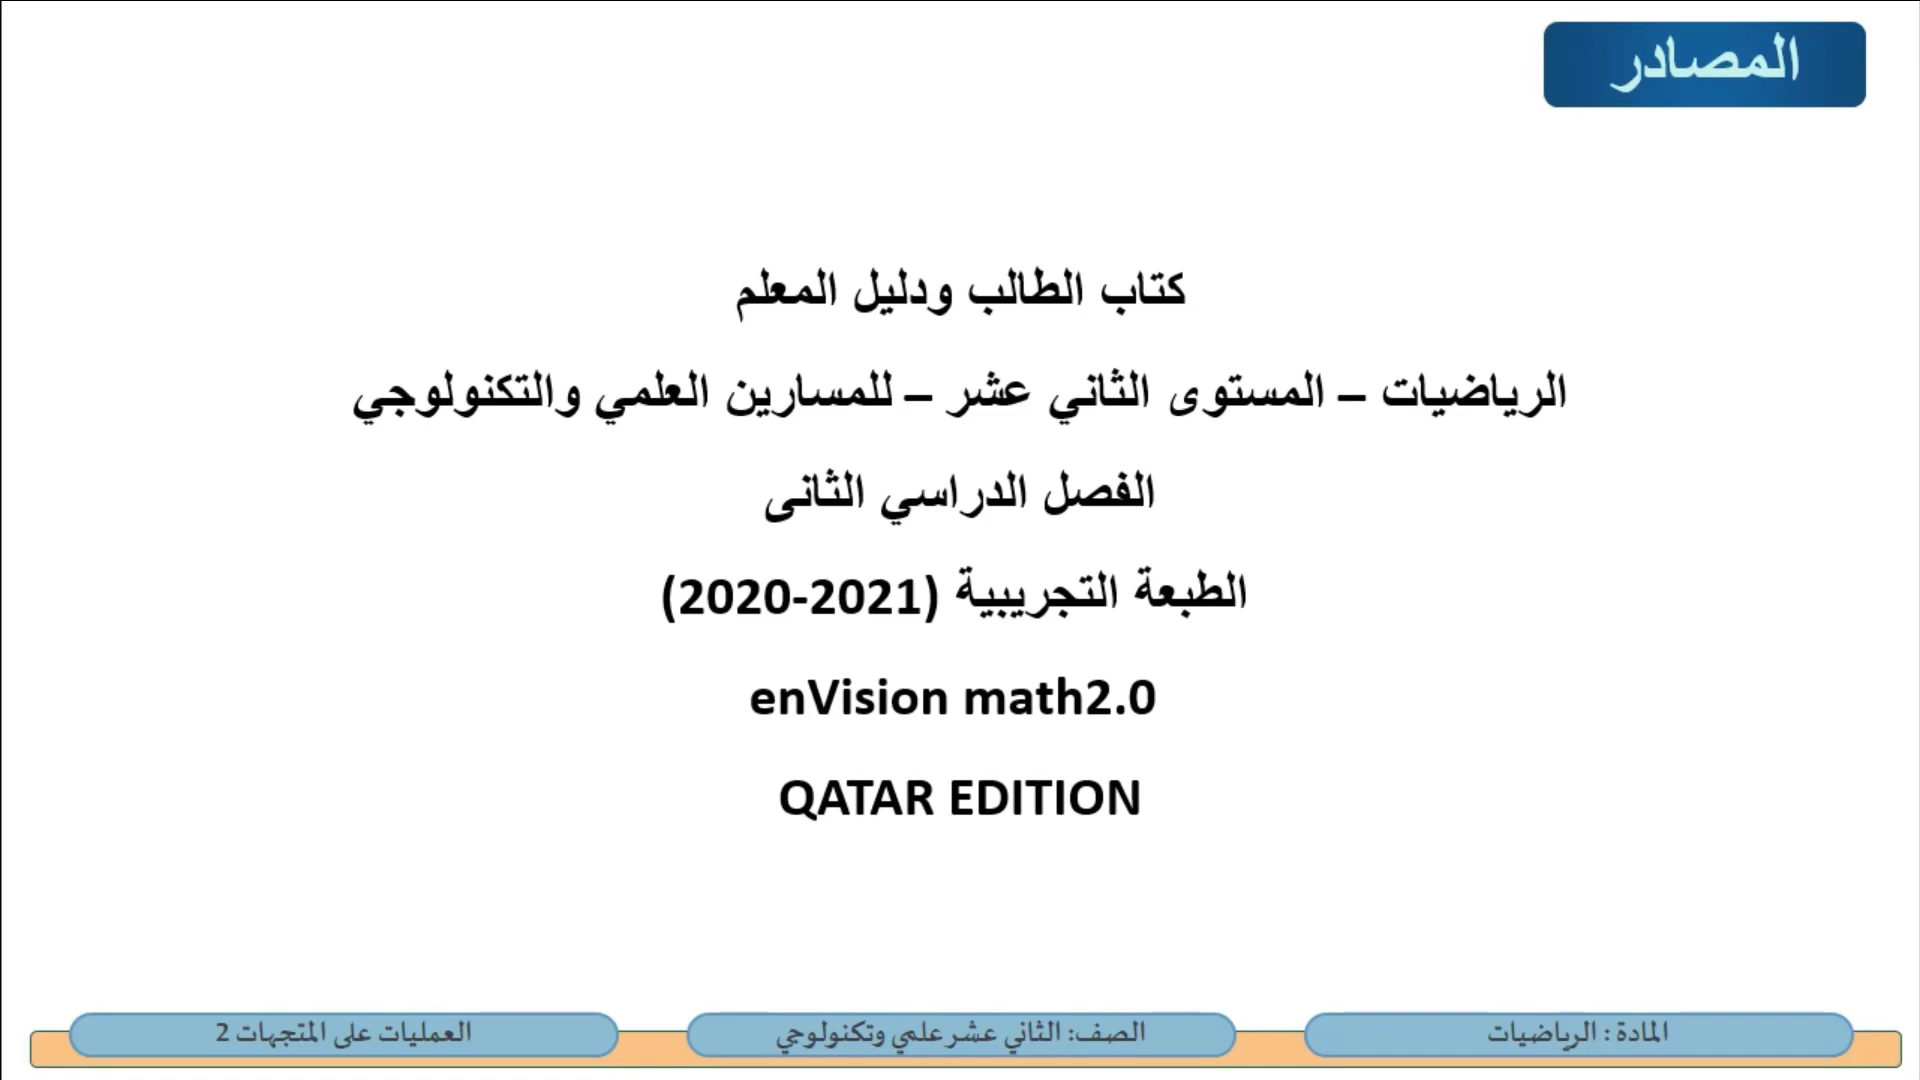 المصادر
كتاب الطالب ودليل المعلم
الرياضيات – المستوى الثاني عشر – للمسارين العلمي والتكنولوجي
الفصل الدراسي الثانى
الطبعة التجريبية (2021-2020)
enVision math2.0
QATAR EDITION
المادة : الرياضيات
الصف: الثاني عشر علمي وتكنولوجي
العمليات على المتجهات 2